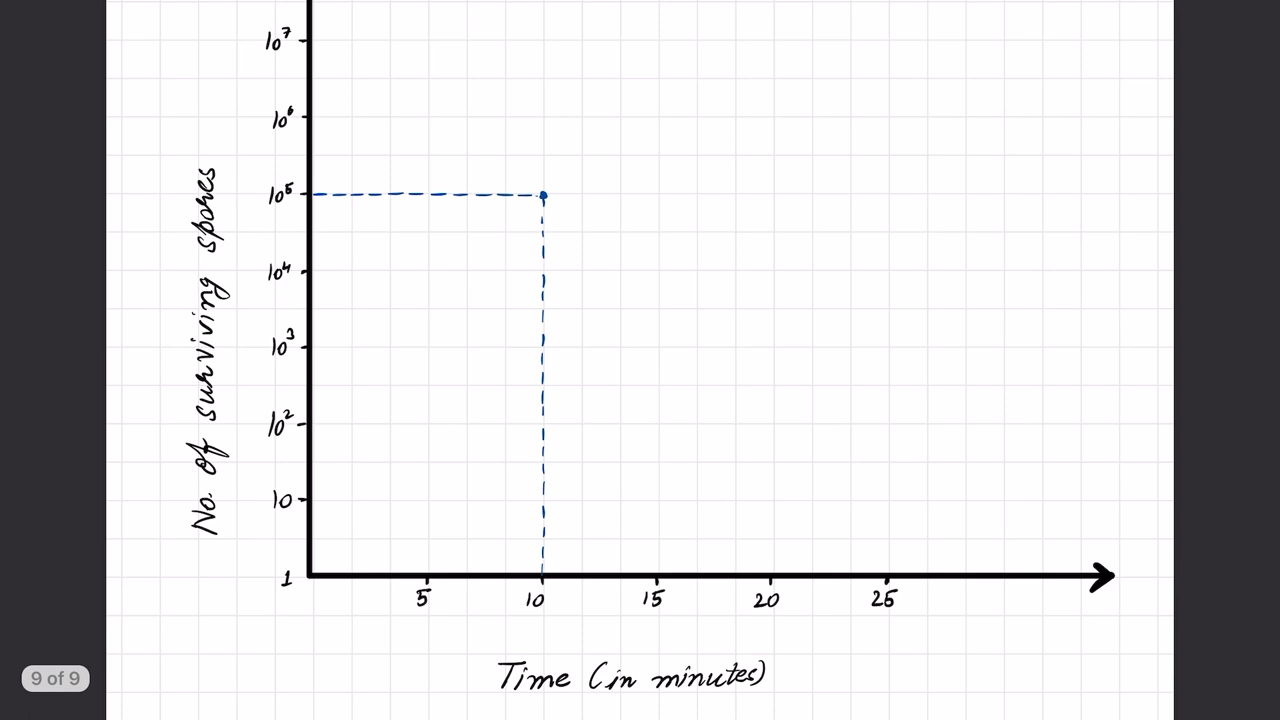 10⁷
10⁶
10⁵
10⁴
10³
10²
10
1
No. of surviving spores
5 10 15 20 25
Time (in minutes)
9 of 9